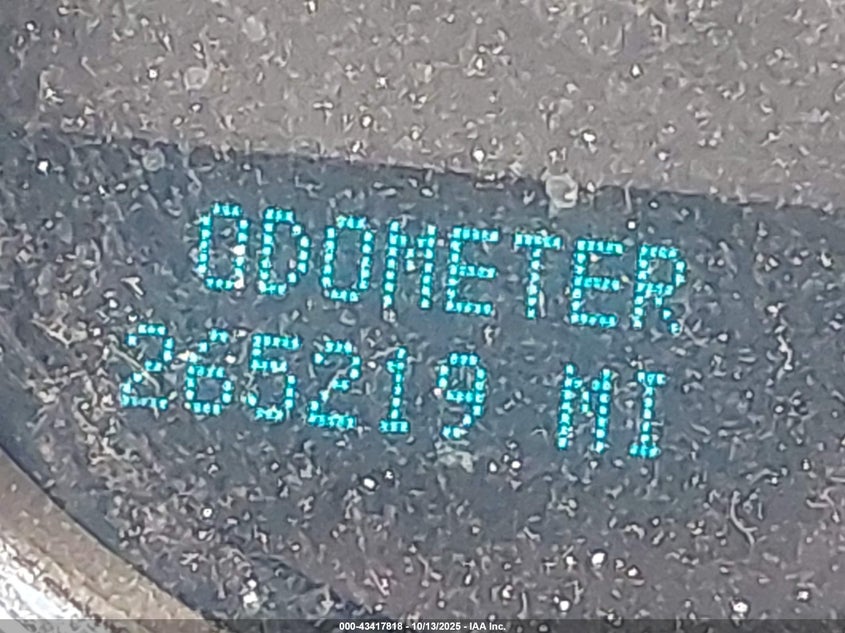 ODOMETER
265219 MI
000-43417818 - 10/13/2025 - IAA Inc.